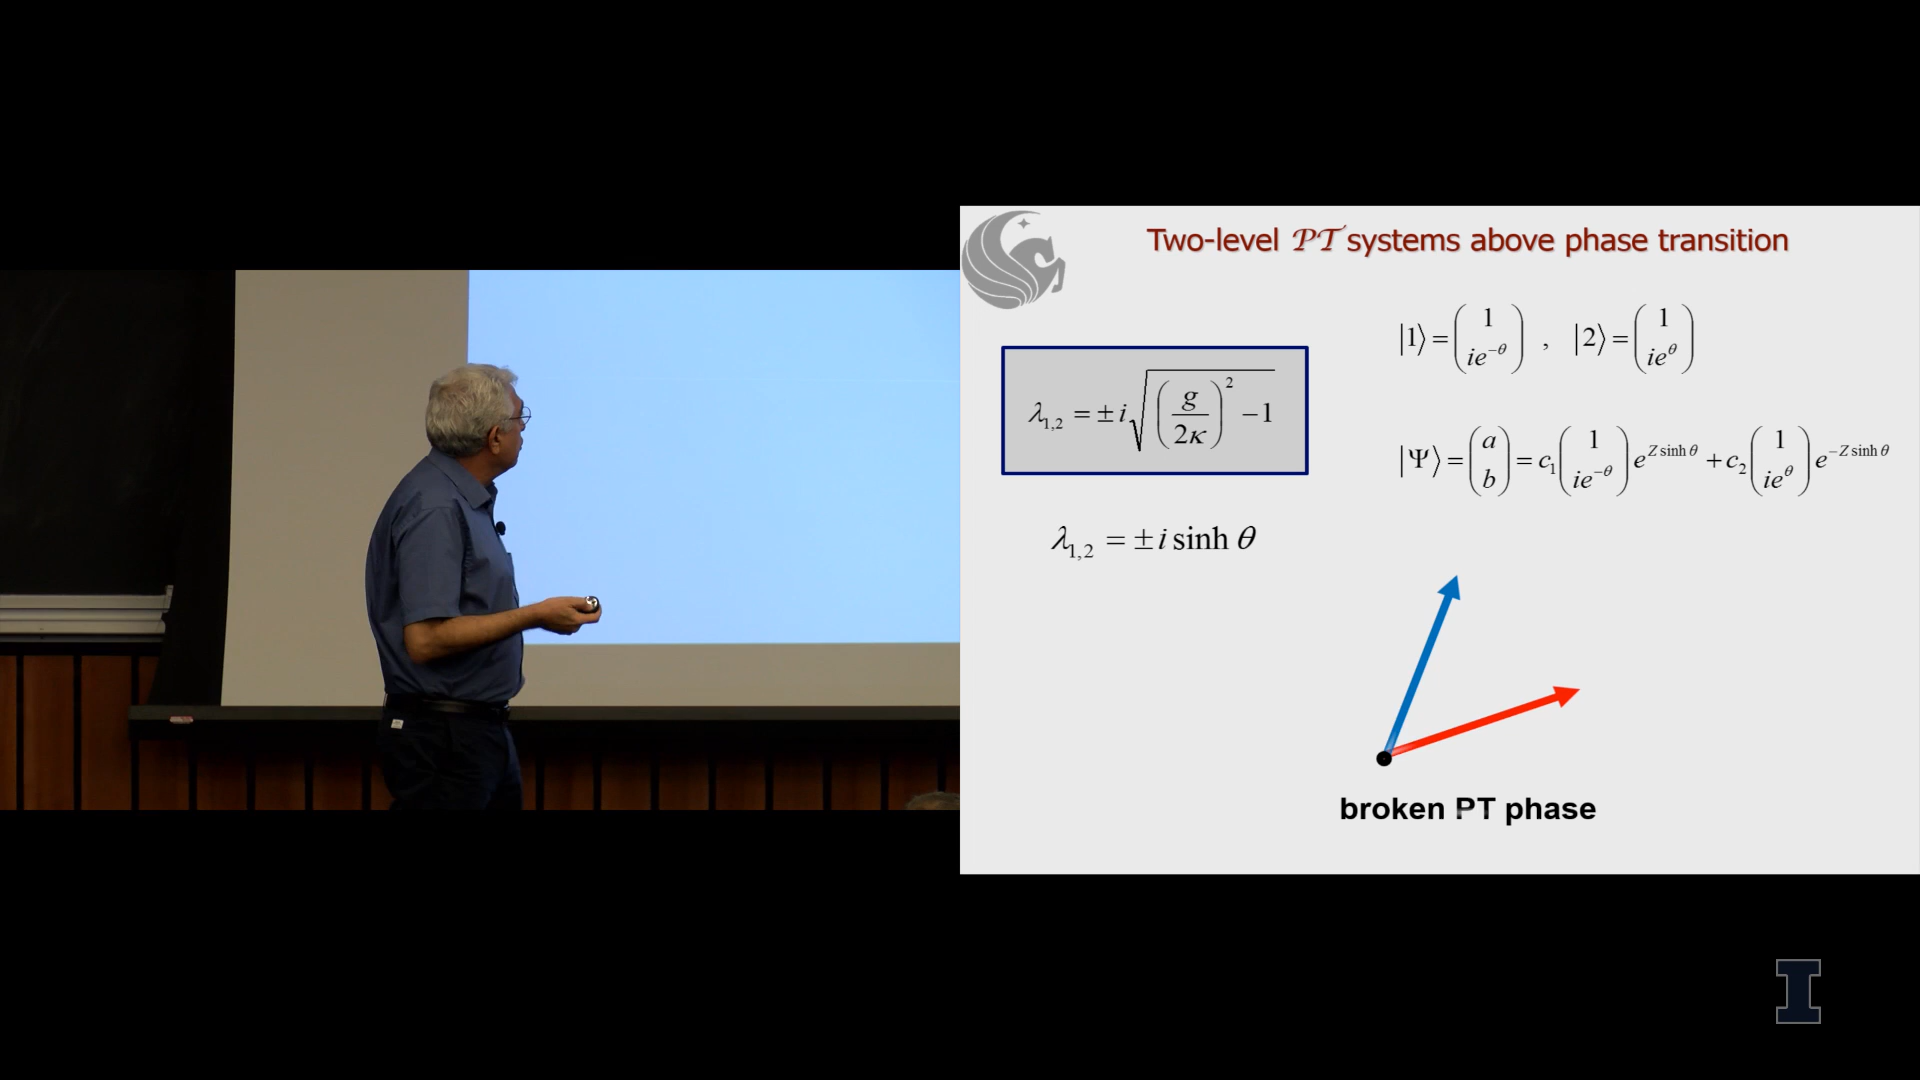 Two-level 𝒫𝒯 systems above phase transition
|1⟩ = (1, ie^{−θ}) , |2⟩ = (1, ie^{θ})
λ_{1,2} = ± i √((g/2κ)² − 1)
|Ψ⟩ = (a, b) = c₁ (1, ie^{−θ}) e^{Z sinh θ} + c₂ (1, ie^{θ}) e^{−Z sinh θ}
λ_{1,2} = ± i sinh θ
broken PT phase
I